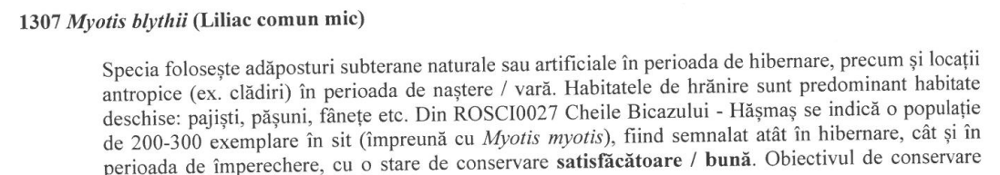 1307 Myotis blythii (Liliac comun mic)
Specia folosește adăposturi subterane naturale sau artificiale în perioada de hibernare, precum și locații
antropice (ex. clădiri) în perioada de naștere / vară. Habitatele de hrănire sunt predominant habitate
deschise: pajiști, pășuni, fânețe etc. Din ROSCI0027 Cheile Bicazului - Hășmaș se indică o populație
de 200-300 exemplare în sit (împreună cu Myotis myotis), fiind semnalat atât în hibernare, cât și în
perioada de împerechere, cu o stare de conservare satisfăcătoare / bună. Obiectivul de conservare